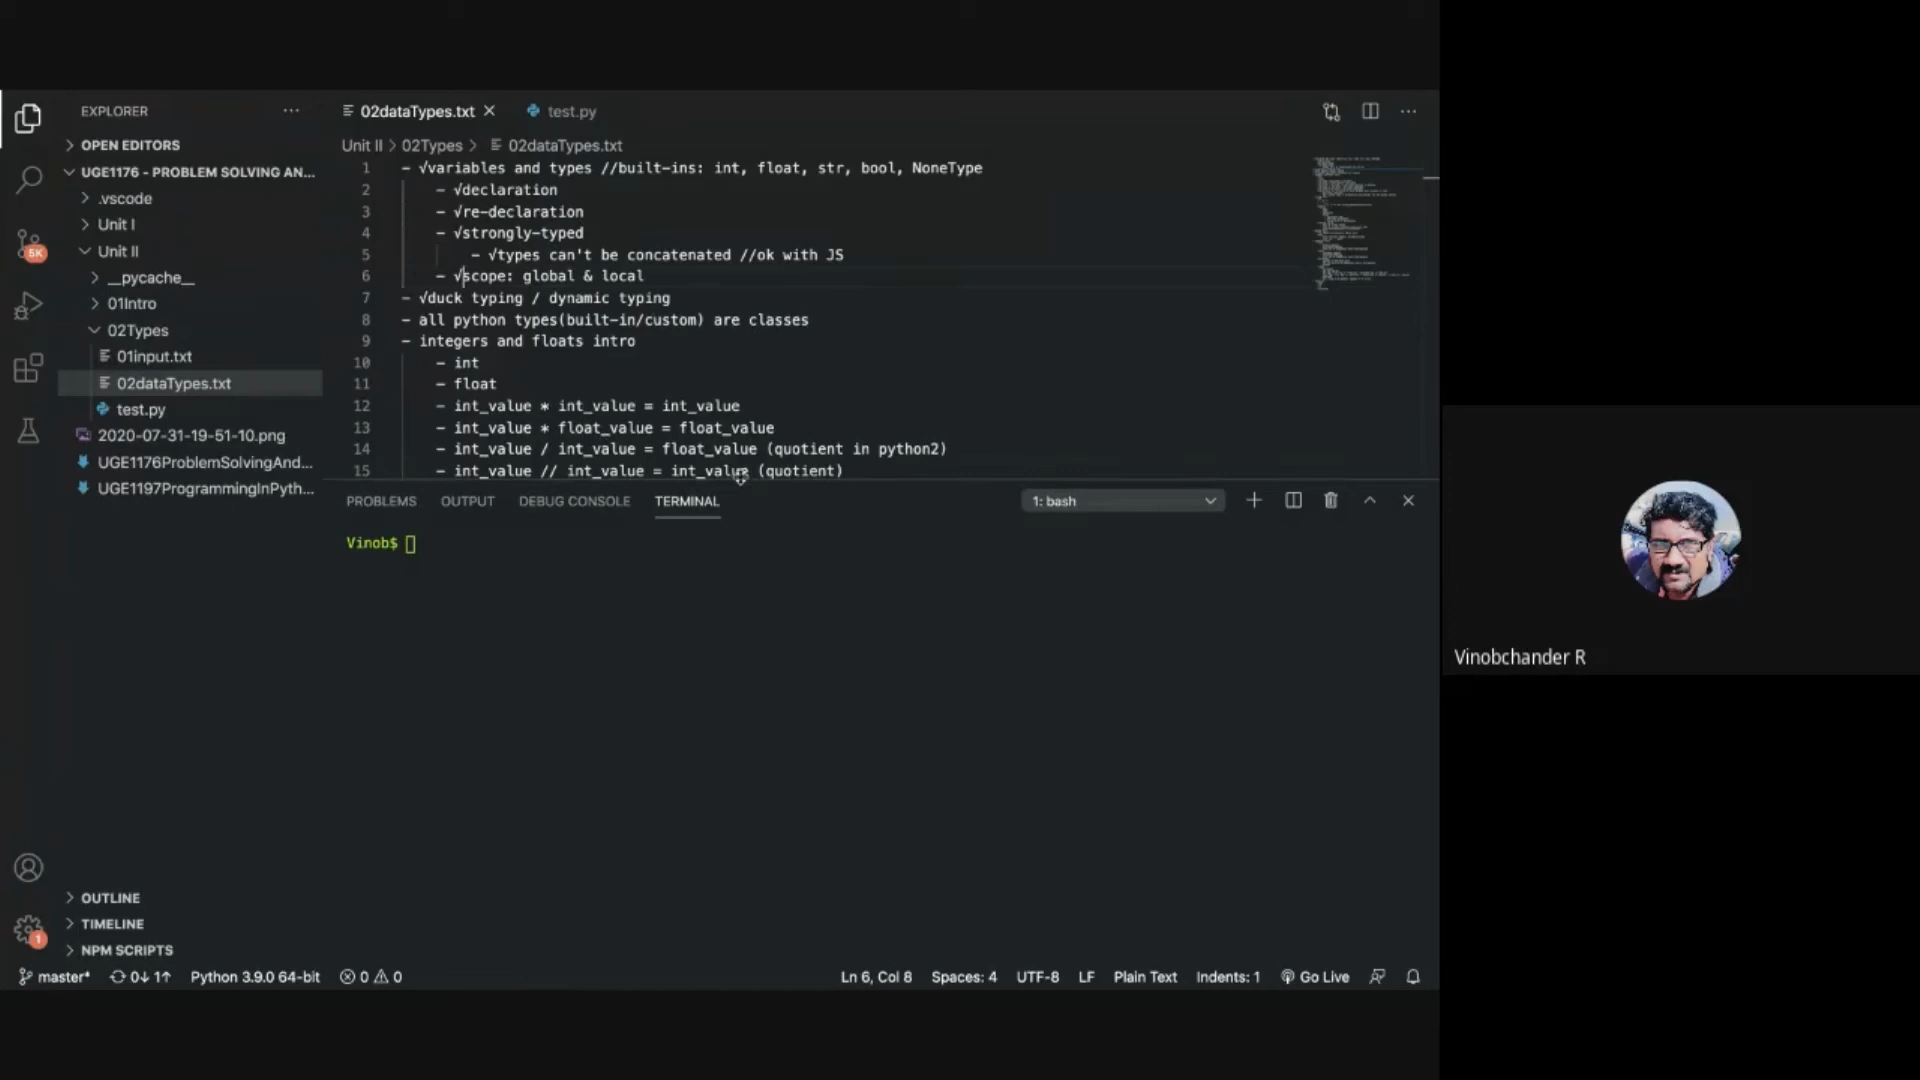 EXPLORER
OPEN EDITORS
UGE1176 - PROBLEM SOLVING AN...
.vscode
Unit I
Unit II
__pycache__
01Intro
02Types
01input.txt
02dataTypes.txt
test.py
2020-07-31-19-51-10.png
UGE1176ProblemSolvingAnd...
UGE1197ProgrammingInPyth...
5K
OUTLINE
TIMELINE
NPM SCRIPTS
1
02dataTypes.txt
test.py
Unit II > 02Types > 02dataTypes.txt
1 - √variables and types //built-ins: int, float, str, bool, NoneType
2 - √declaration
3 - √re-declaration
4 - √strongly-typed
5 - √types can't be concatenated //ok with JS
6 - √scope: global & local
7 - √duck typing / dynamic typing
8 - all python types(built-in/custom) are classes
9 - integers and floats intro
10 - int
11 - float
12 - int_value * int_value = int_value
13 - int_value * float_value = float_value
14 - int_value / int_value = float_value (quotient in python2)
15 - int_value // int_value = int_value (quotient)
PROBLEMS OUTPUT DEBUG CONSOLE TERMINAL 1: bash
Vinob$
master* 0↓ 1↑ Python 3.9.0 64-bit 0 0 Ln 6, Col 8 Spaces: 4 UTF-8 LF Plain Text Indents: 1 Go Live
Vinobchander R